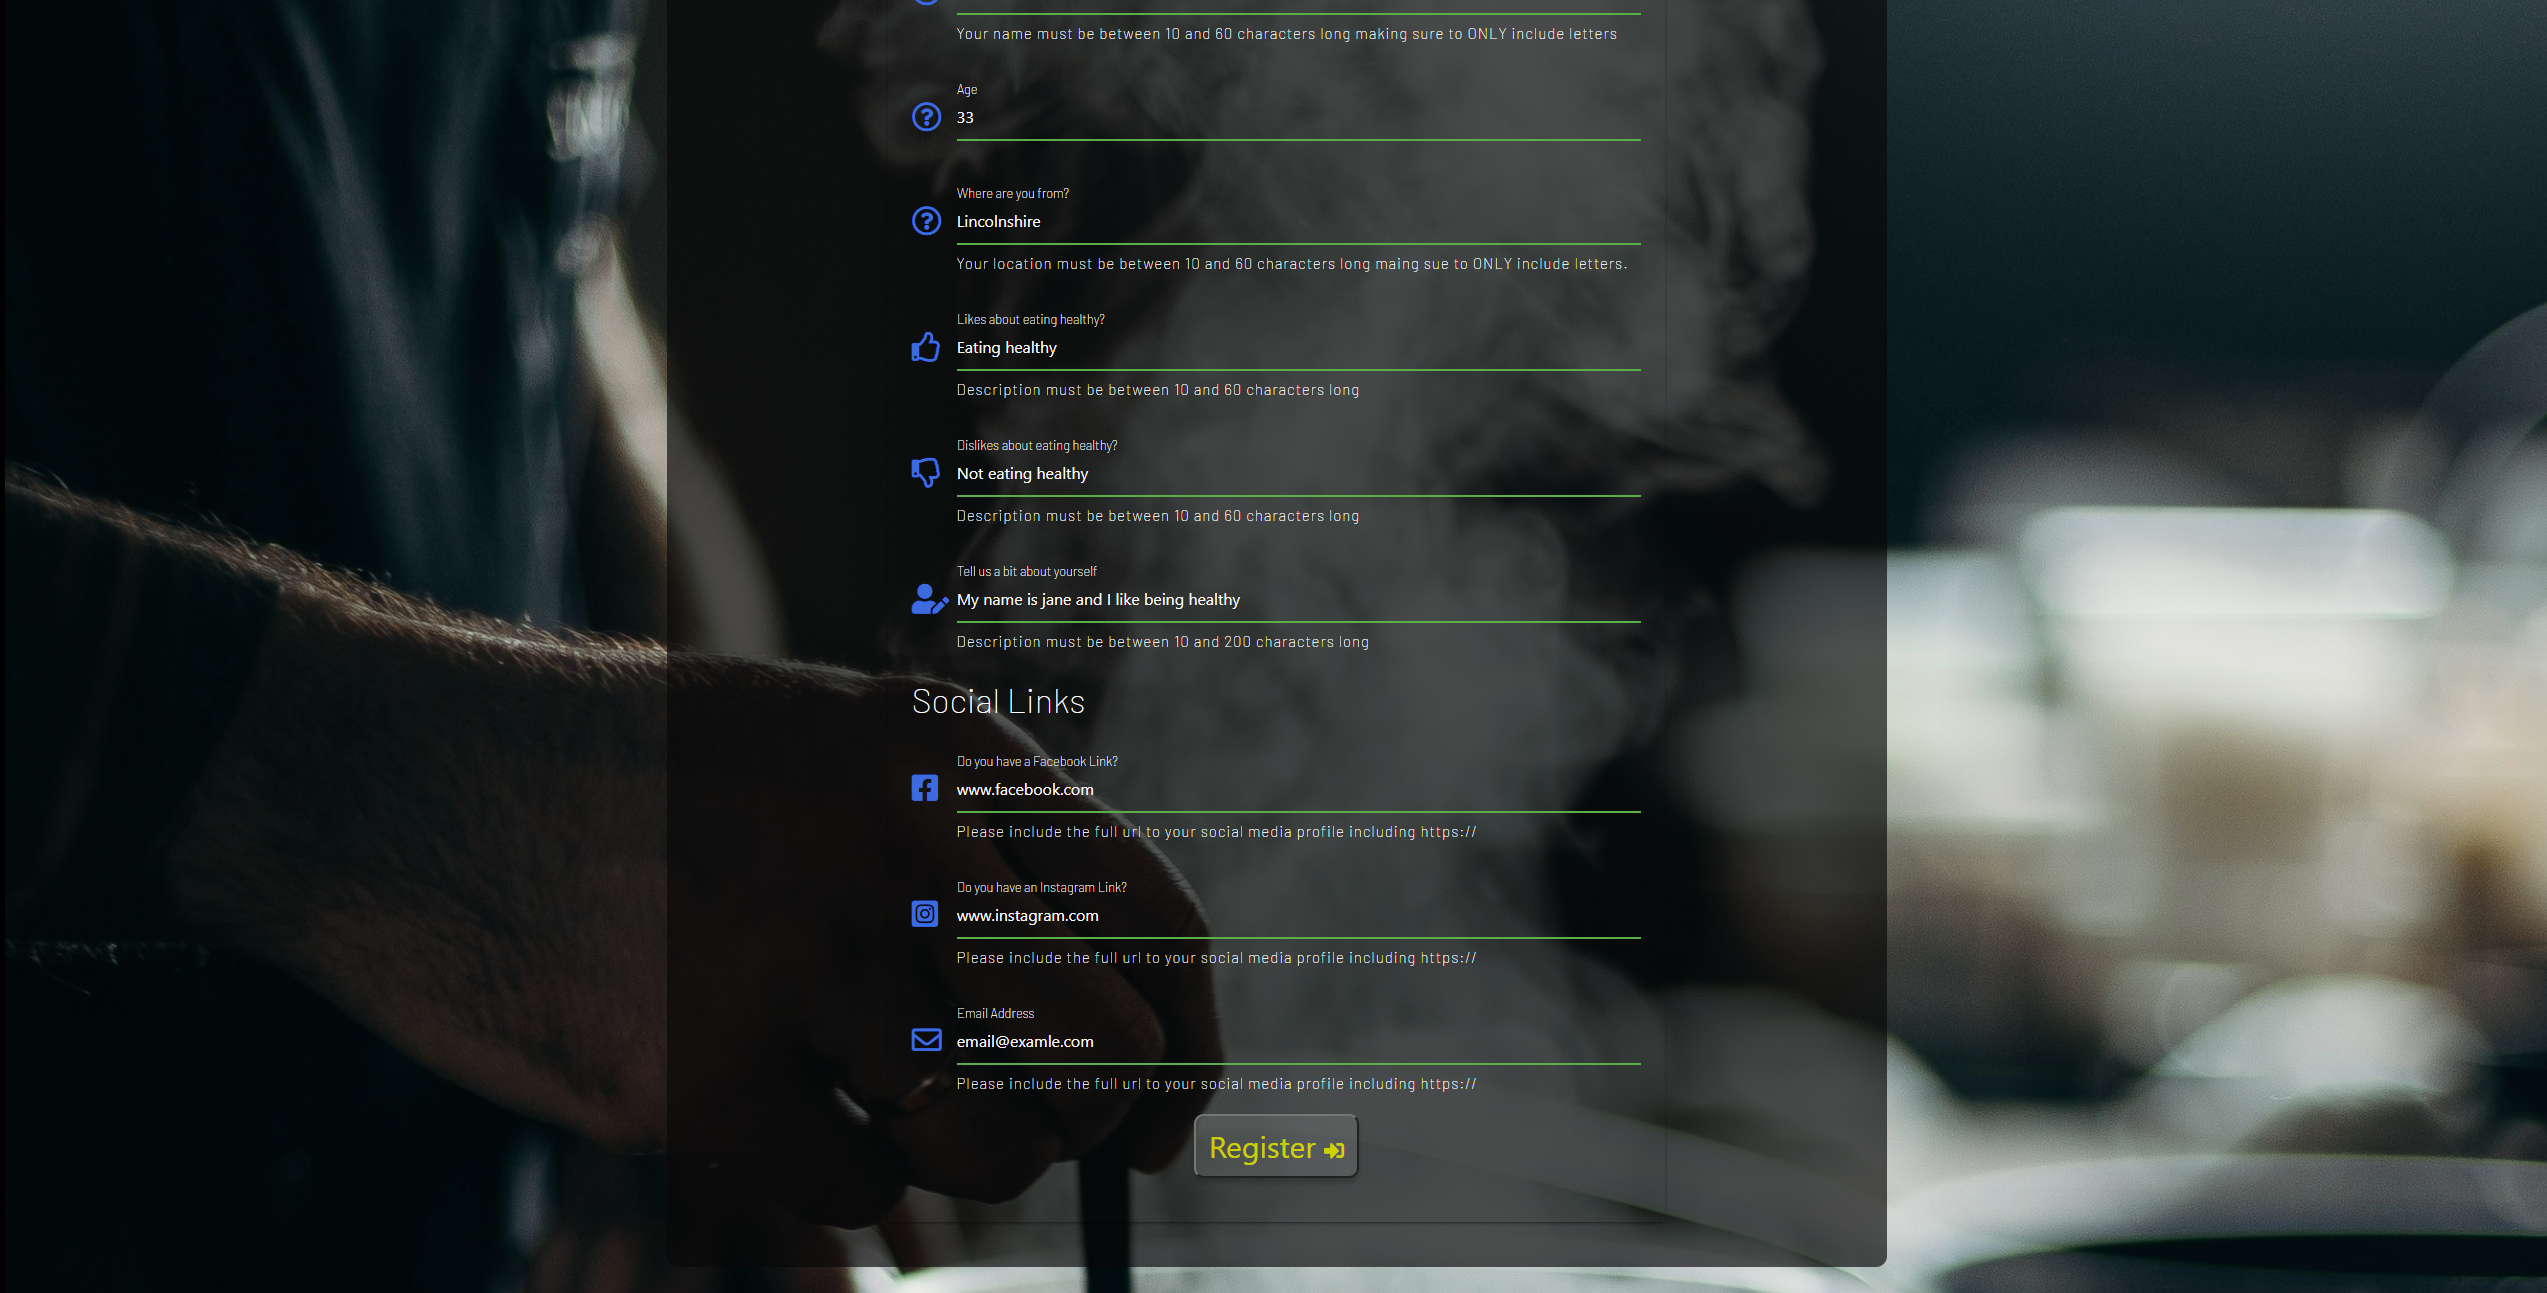 Your name must be between 10 and 60 characters long making sure to ONLY include letters
Age
33
Where are you from?
Lincolnshire
Your location must be between 10 and 60 characters long maing sue to ONLY include letters.
Likes about eating healthy?
Eating healthy
Description must be between 10 and 60 characters long
Dislikes about eating healthy?
Not eating healthy
Description must be between 10 and 60 characters long
Tell us a bit about yourself
My name is jane and I like being healthy
Description must be between 10 and 200 characters long
Social Links
Do you have a Facebook Link?
www.facebook.com
Please include the full url to your social media profile including https://
Do you have an Instagram Link?
www.instagram.com
Please include the full url to your social media profile including https://
Email Address
email@examle.com
Please include the full url to your social media profile including https://
Register